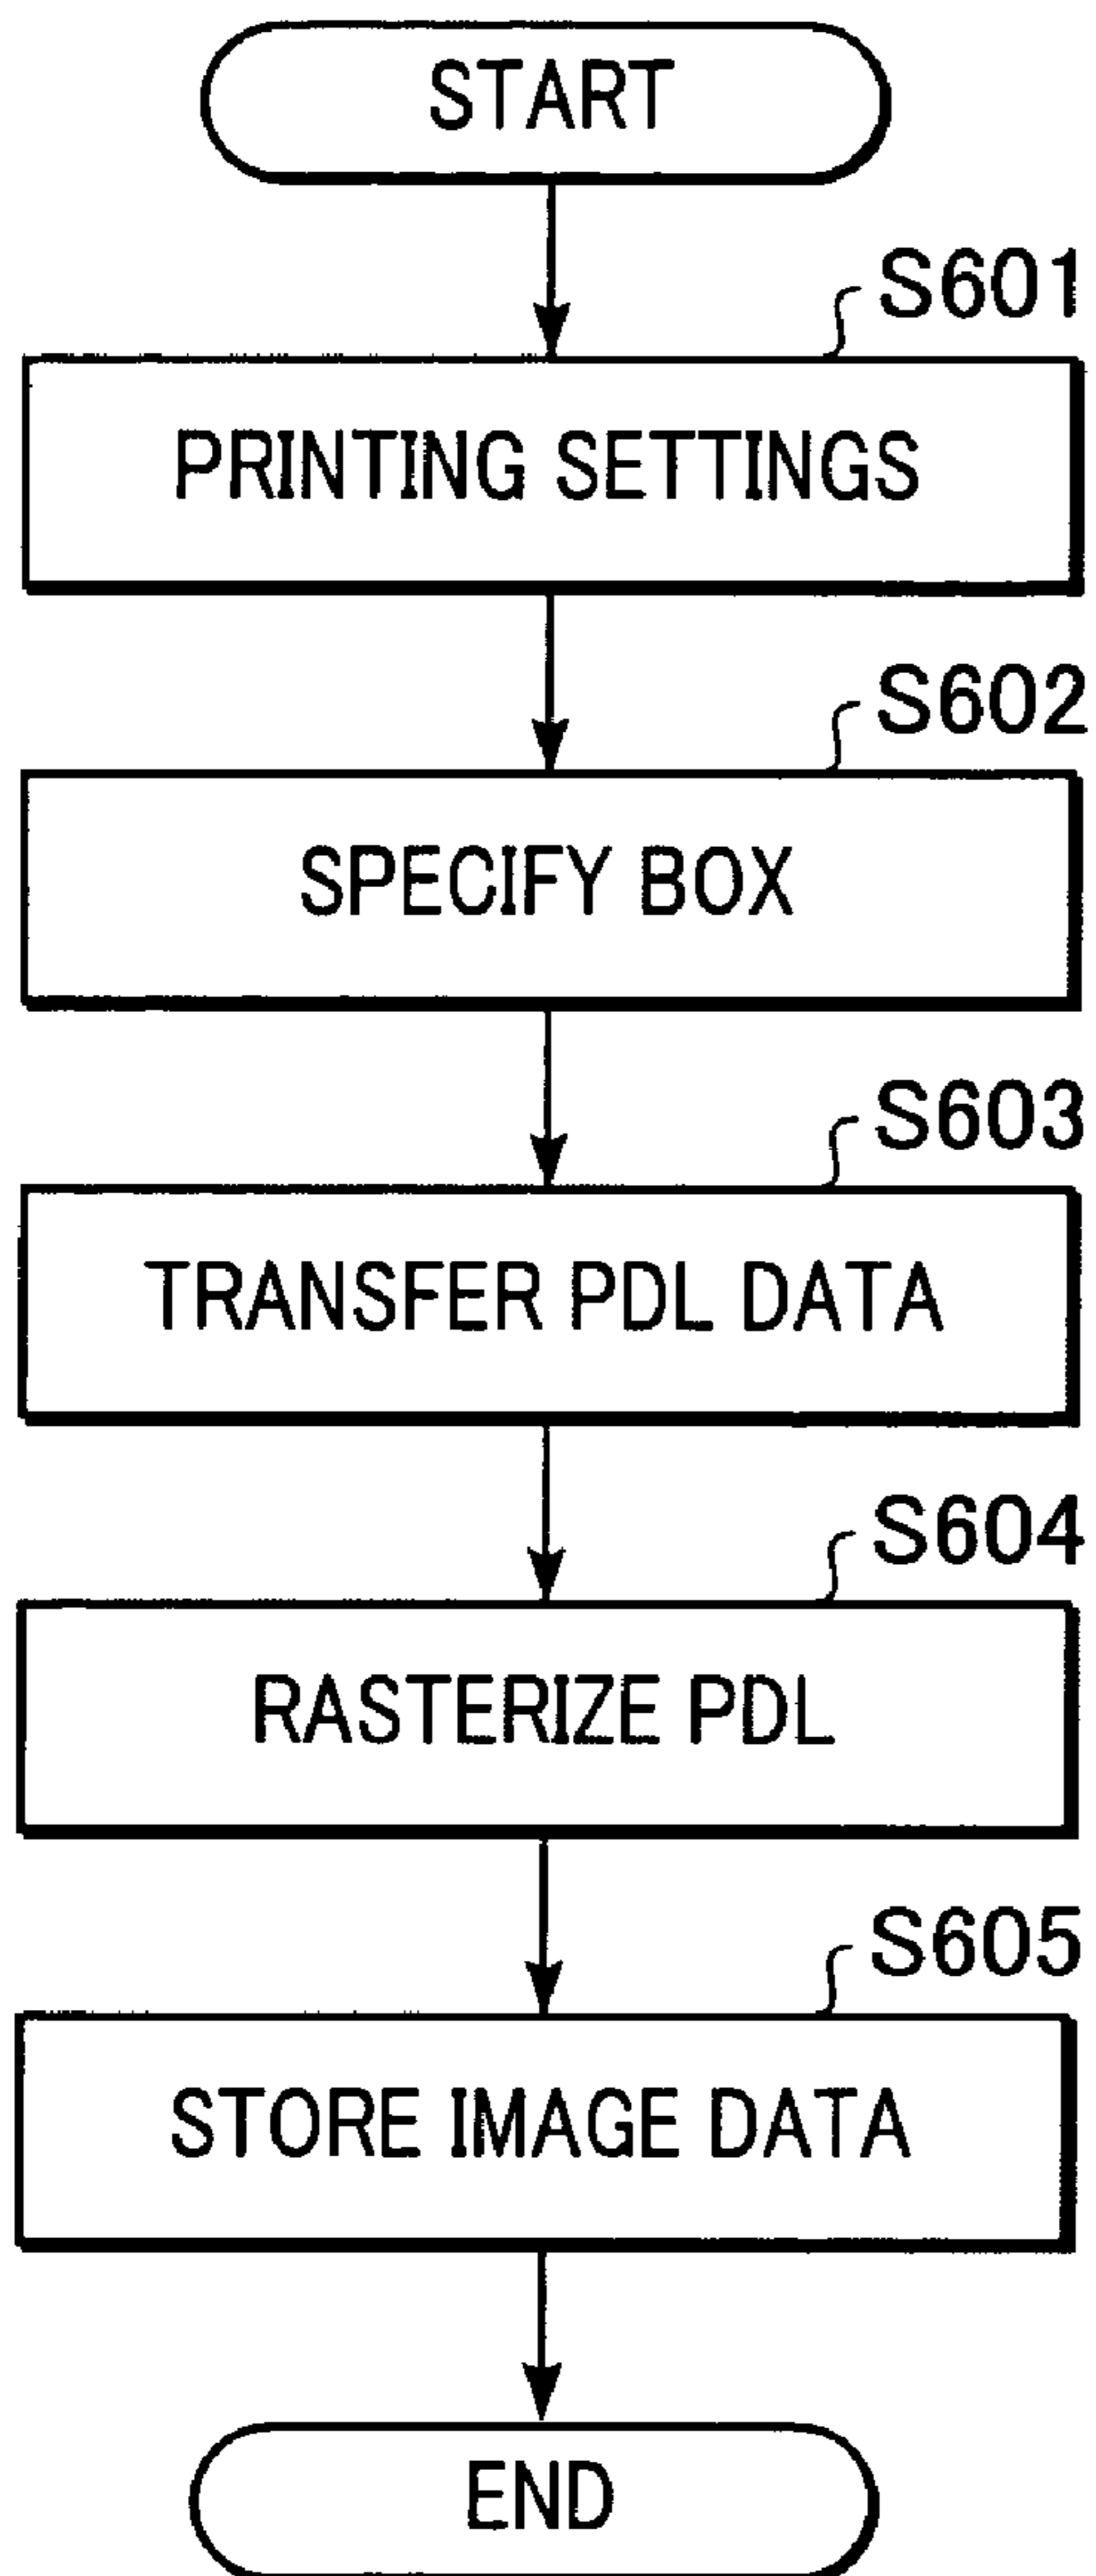 START
S601
PRINTING SETTINGS
S602
SPECIFY BOX
S603
TRANSFER PDL DATA
S604
RASTERIZE PDL
S605
STORE IMAGE DATA
END